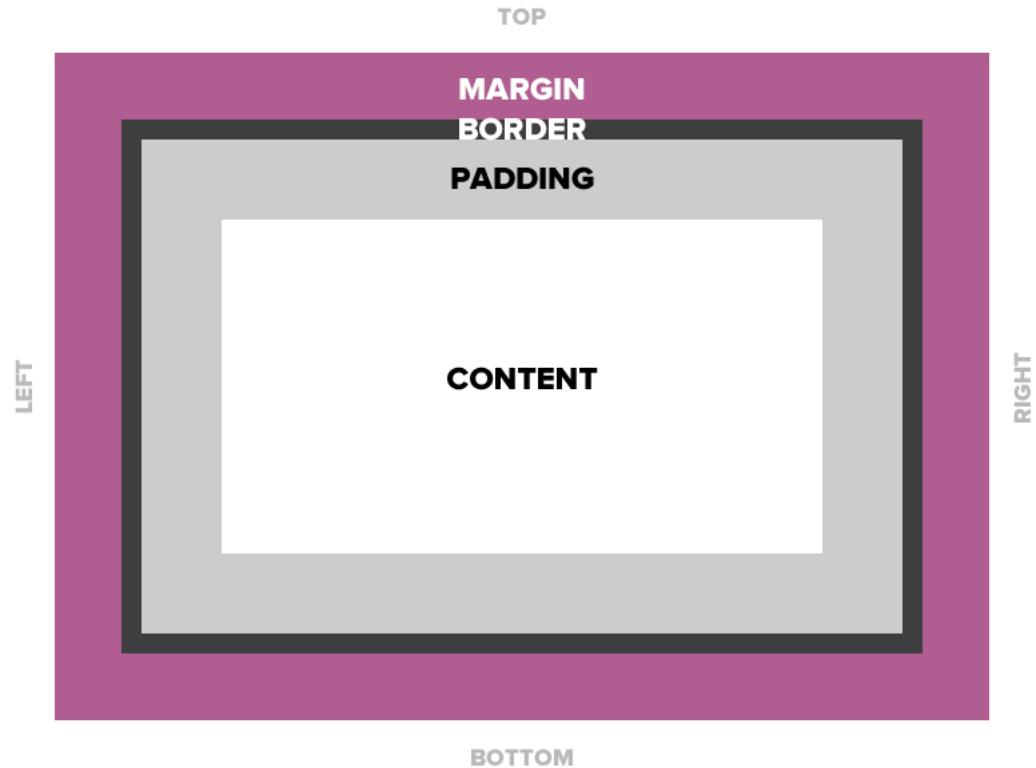 TOP
MARGIN
BORDER
PADDING
LEFT
CONTENT
RIGHT
BOTTOM